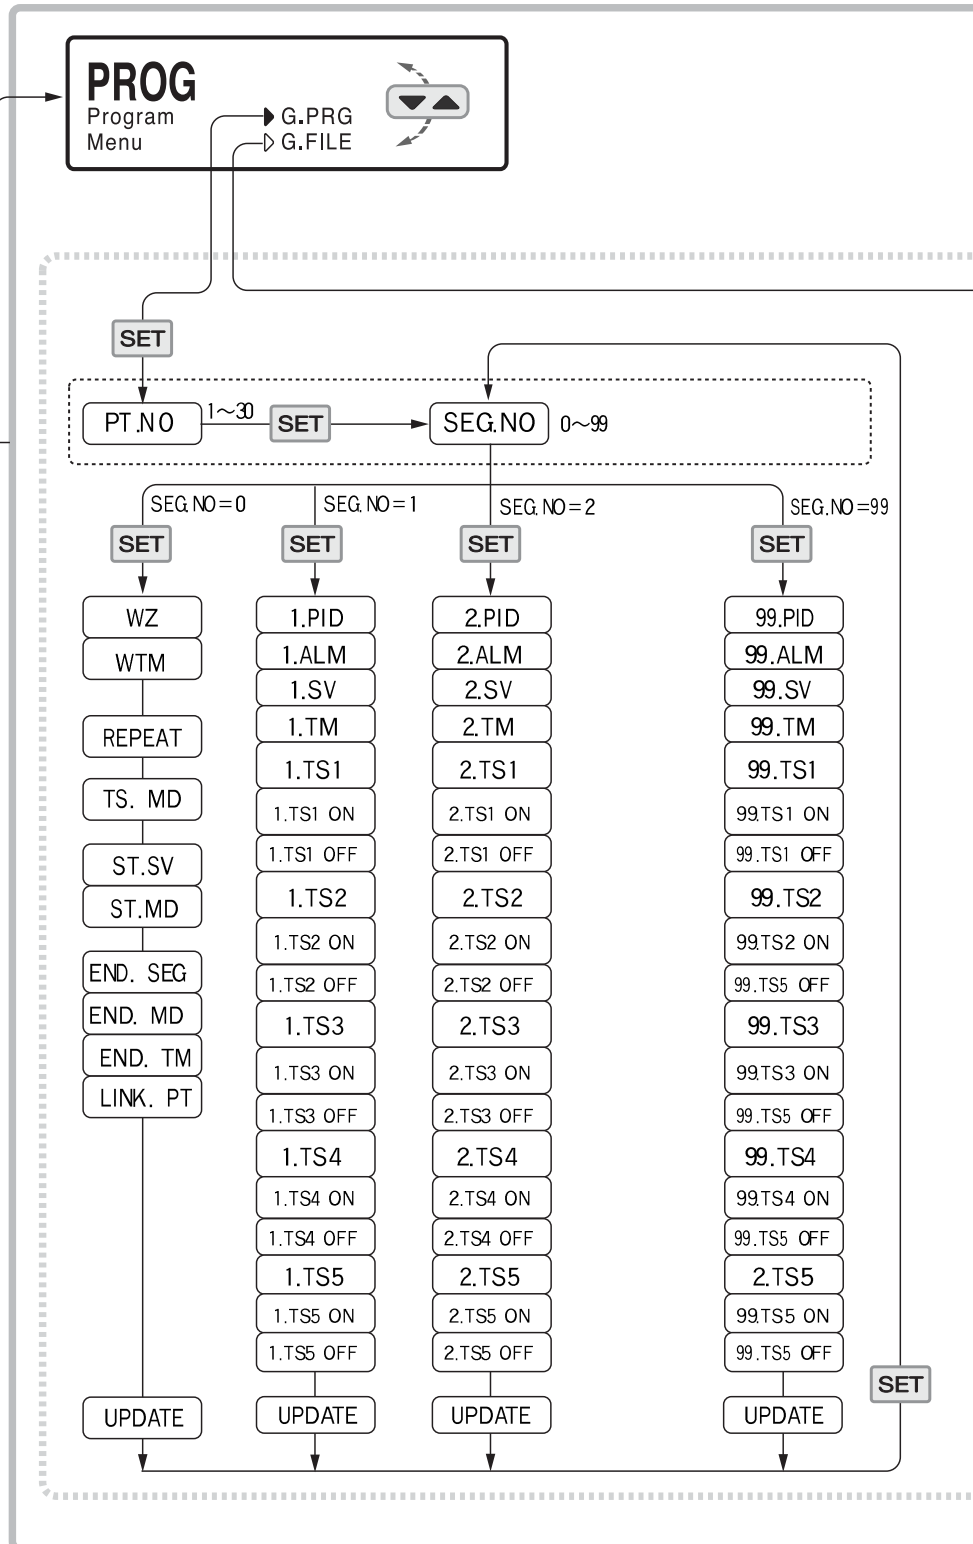 PROG
Program
Menu
G.PRG
G.FILE
SET
PT.NO
1~30
SET
SEG.NO
0~99
SEG.NO=0
SET
WZ
WTM
REPEAT
TS. MD
ST.SV
ST.MD
END. SEG
END. MD
END. TM
LINK. PT
UPDATE
SEG.NO=1
SET
1.PID
1.ALM
1.SV
1.TM
1.TS1
1.TS1 ON
1.TS1 OFF
1.TS2
1.TS2 ON
1.TS2 OFF
1.TS3
1.TS3 ON
1.TS3 OFF
1.TS4
1.TS4 ON
1.TS4 OFF
1.TS5
1.TS5 ON
1.TS5 OFF
UPDATE
SEG.NO=2
SET
2.PID
2.ALM
2.SV
2.TM
2.TS1
2.TS1 ON
2.TS1 OFF
2.TS2
2.TS2 ON
2.TS2 OFF
2.TS3
2.TS3 ON
2.TS3 OFF
2.TS4
2.TS4 ON
2.TS4 OFF
2.TS5
2.TS5 ON
2.TS5 OFF
UPDATE
SEG.NO=99
SET
99.PID
99.ALM
99.SV
99.TM
99.TS1
99.TS1 ON
99.TS1 OFF
99.TS2
99.TS2 ON
99.TS5 OFF
99.TS3
99.TS3 ON
99.TS5 OFF
99.TS4
99.TS4 ON
99.TS5 OFF
2.TS5
99.TS5 ON
99.TS5 OFF
UPDATE
SET